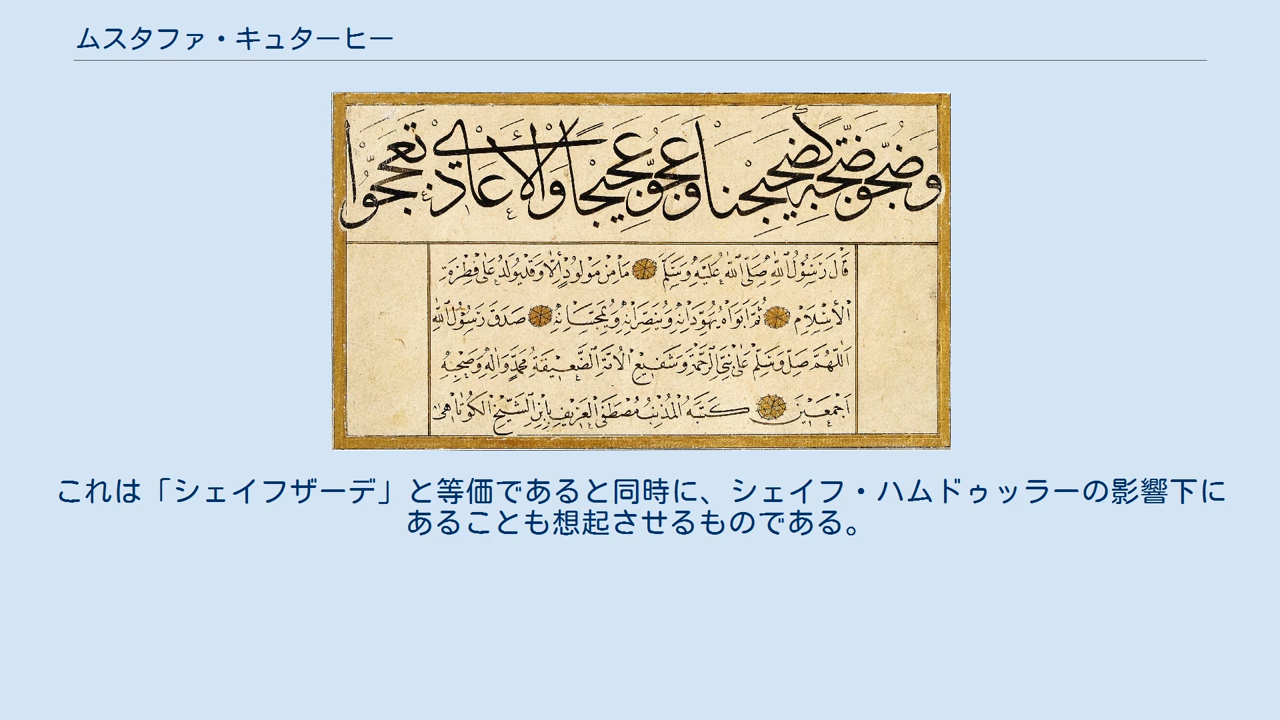 ムスタファ・キュターヒー
قال رسول الله صلى الله عليه وسلم ما من مولود إلا وقد يولد على فطرة
الإسلام ثم أبواه يهودانه وينصرانه ويمجسانه صدق رسول الله
اللهم صل وسلم على نبي الرحمة وشفيع الأمة الضعيفة محمد وآله وصحبه
اجمعين كتبه المذنب مصطفى العزيف بابن الشيخ
これは「シェイフザーデ」と等価であると同時に、シェイフ・ハムドゥッラーの影響下に
あることも想起させるものである。